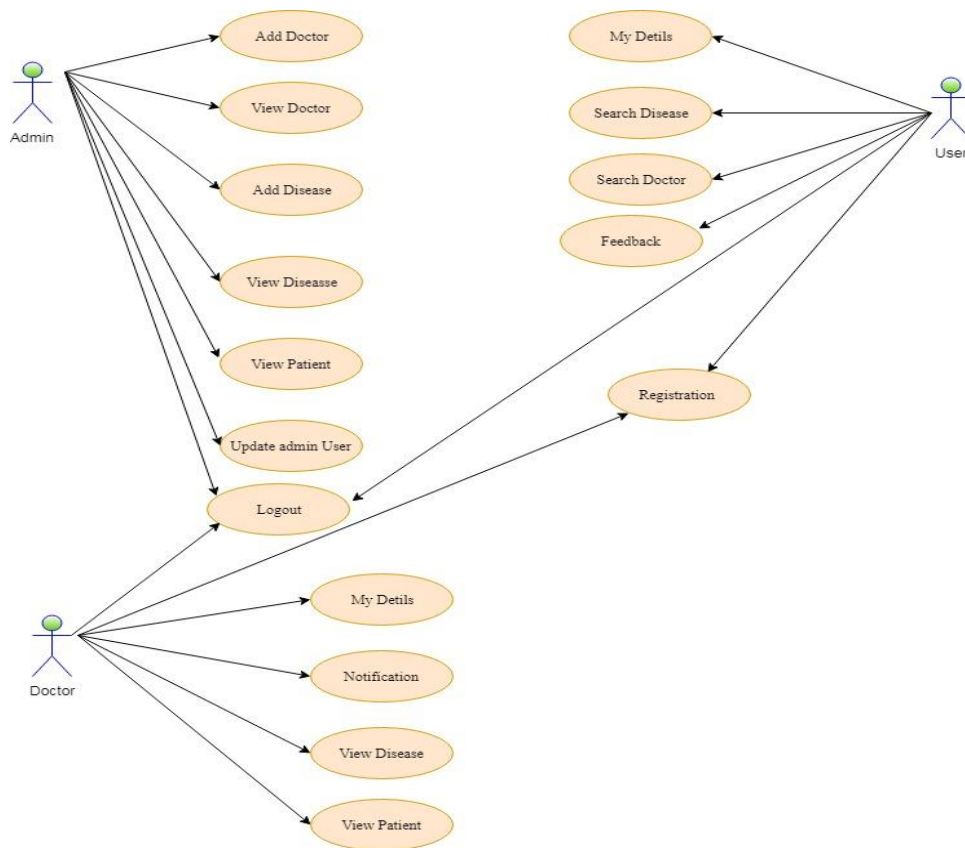 Add Doctor
My Detils
Admin
View Doctor
Search Disease
User
Add Disease
Search Doctor
Feedback
View Diseasse
View Patient
Registration
Update admin User
Logout
My Detils
Doctor
Notification
View Disease
View Patient